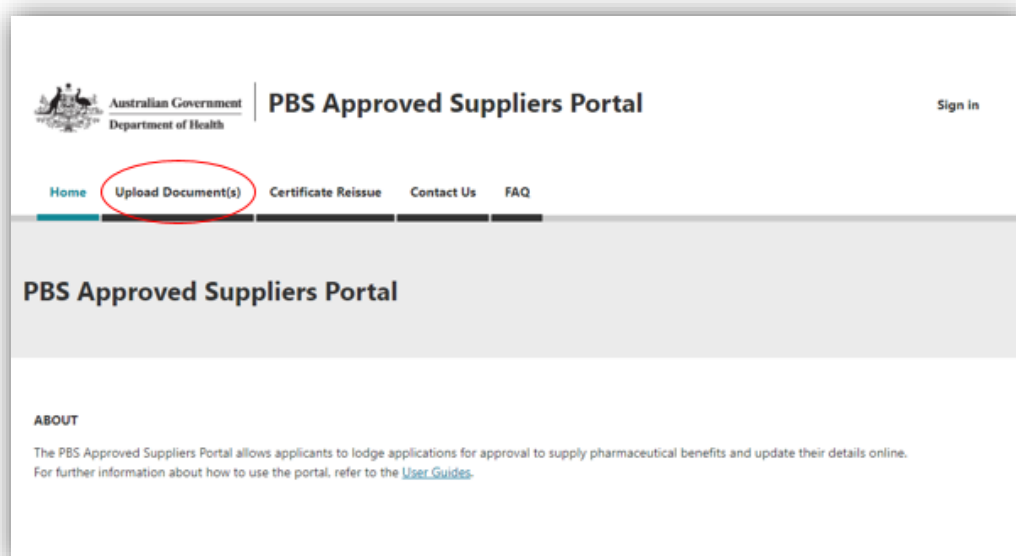 Australian Government
Department of Health
PBS Approved Suppliers Portal
Sign in
Home Upload Document(s) Certificate Reissue Contact Us FAQ
PBS Approved Suppliers Portal
ABOUT
The PBS Approved Suppliers Portal allows applicants to lodge applications for approval to supply pharmaceutical benefits and update their details online.
For further information about how to use the portal, refer to the User Guides.